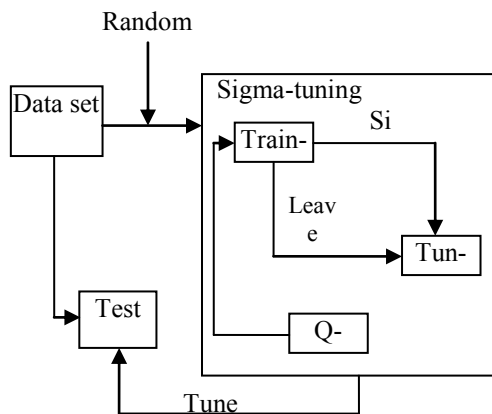 Random
Data set
Sigma-tuning
Train-
Si
Leav
e
Tun-
Test
Q-
Tune